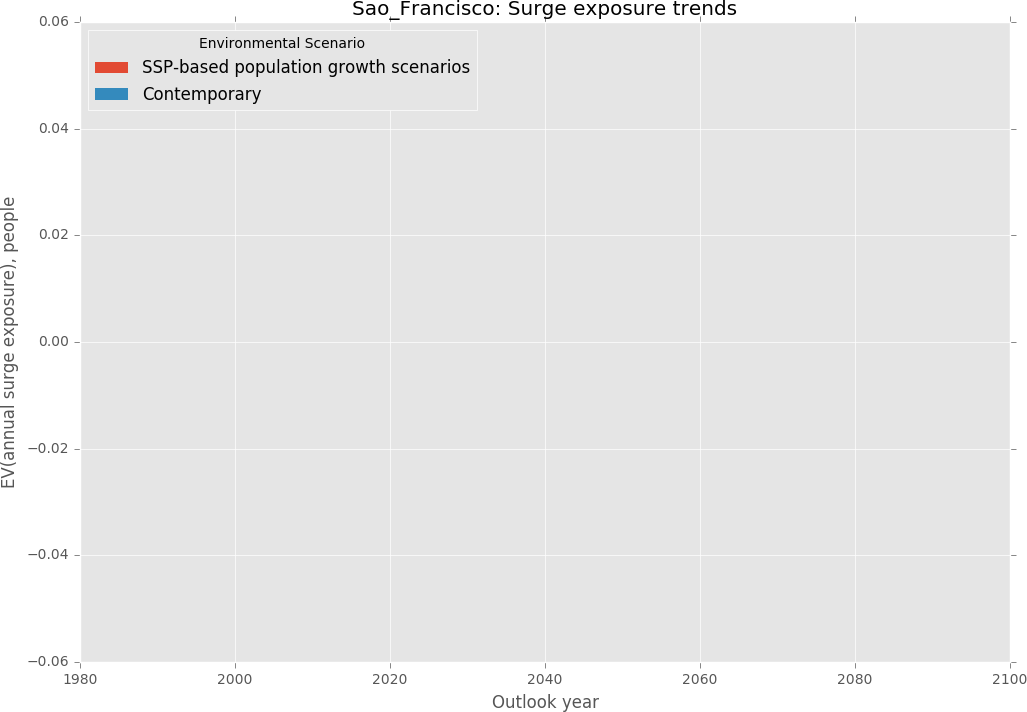 Sao_Francisco: Surge exposure trends
Environmental Scenario
SSP-based population growth scenarios
Contemporary
EV(annual surge exposure), people
0.06
0.04
0.02
0.00
−0.02
−0.04
−0.06
1980 2000 2020 2040 2060 2080 2100
Outlook year